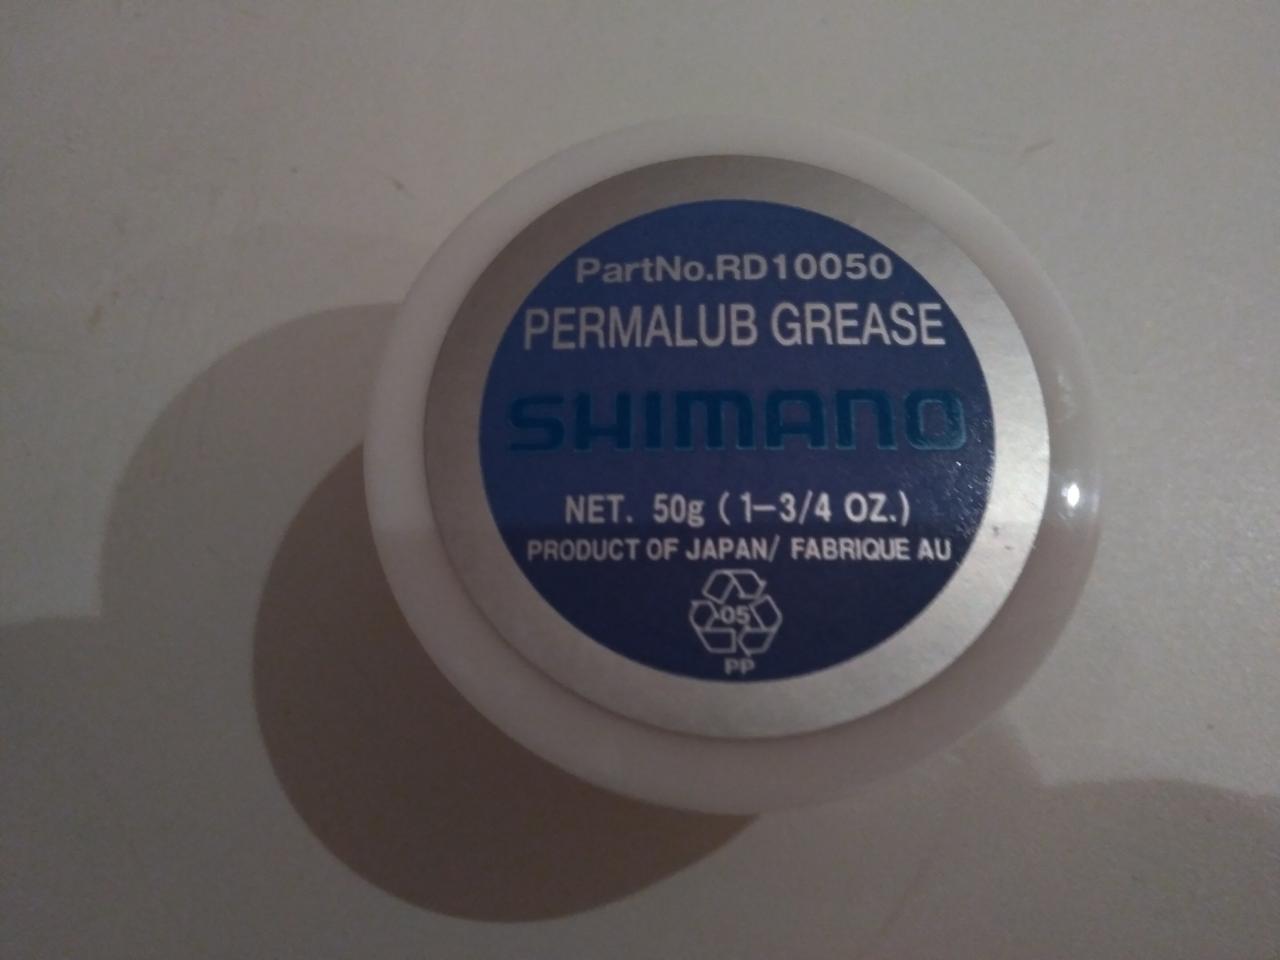 PartNo.RD10050
PERMALUB GREASE
SHIMANO
NET. 50g (1-3/4 OZ.)
PRODUCT OF JAPAN/ FABRIQUE AU
05
PP